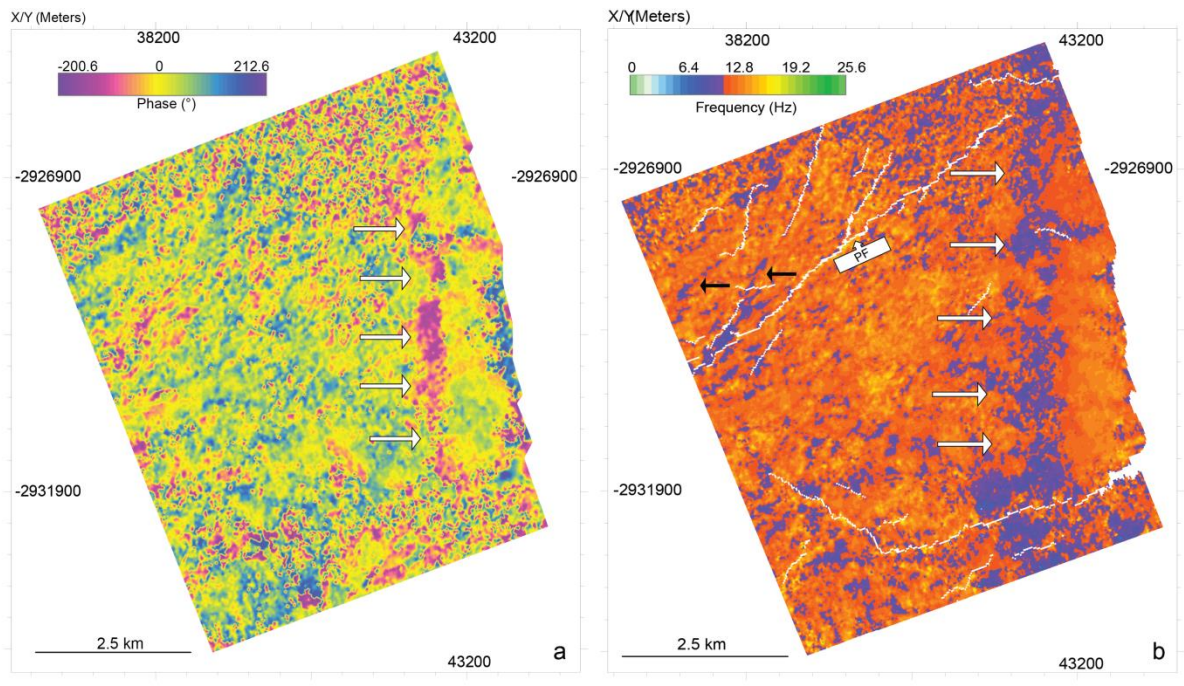 X/Y (Meters)
38200
43200
-200.6 0 212.6
Phase (°)
-2926900
-2926900
-2931900
2.5 km
a
43200
X/Y(Meters)
38200
43200
0 6.4 12.8 19.2 25.6
Frequency (Hz)
-2926900
-2926900
PF
-2931900
2.5 km
b
43200